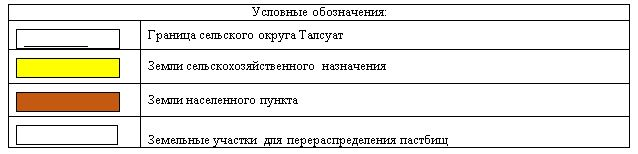 Условные обозначения:
Граница сельского округа Талсуат
Земли сельскохозяйственного назначения
Земли населенного пункта
Земельные участки для перераспределения пастбищ